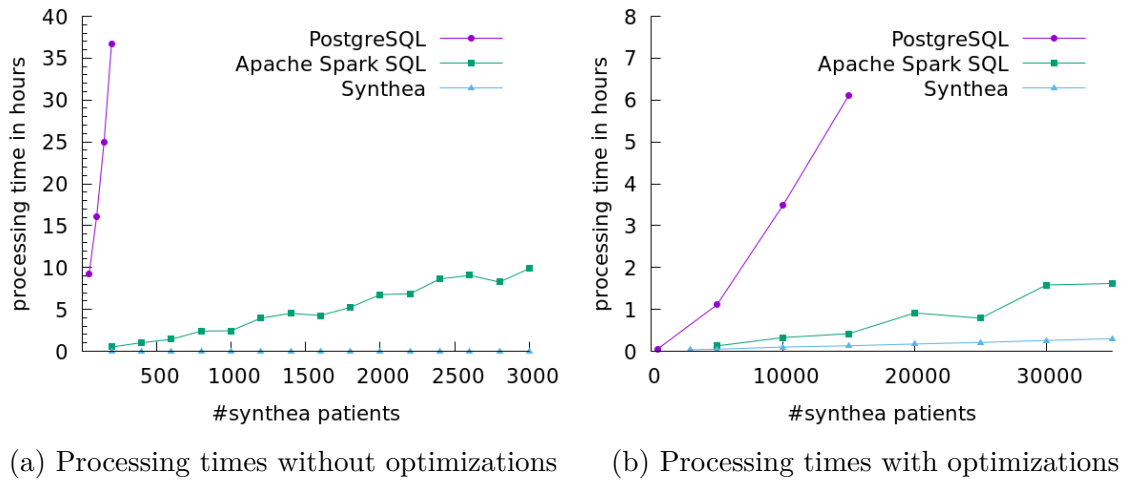 40
35
30
25
20
15
10
5
0
processing time in hours
PostgreSQL
Apache Spark SQL
Synthea
500 1000 1500 2000 2500 3000
#synthea patients
(a) Processing times without optimizations
8
7
6
5
4
3
2
1
0
processing time in hours
PostgreSQL
Apache Spark SQL
Synthea
0 10000 20000 30000
#synthea patients
(b) Processing times with optimizations